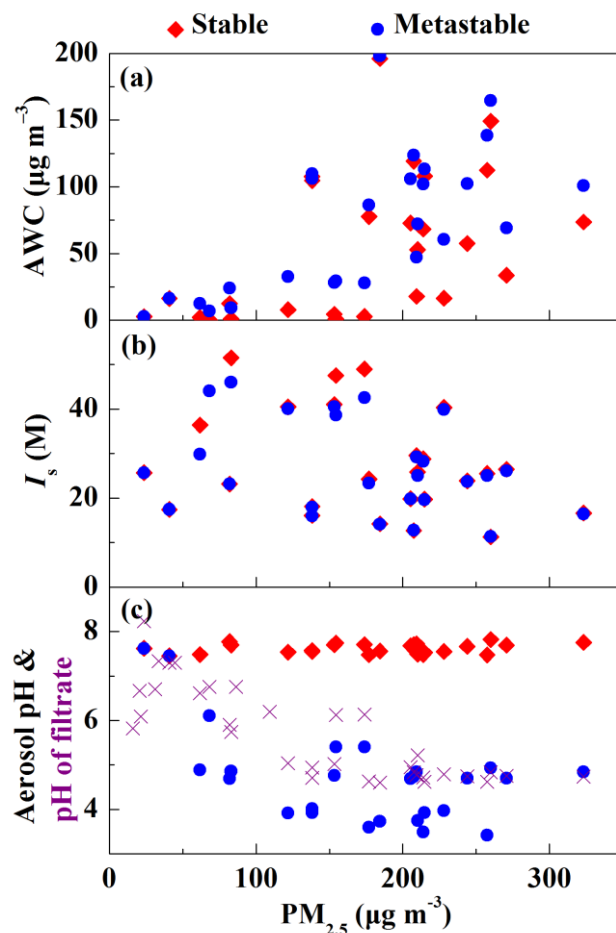 Stable Metastable
(a)
200
150
100
50
0
AWC (μg m⁻³)
(b)
40
20
0
Iₛ (M)
(c)
8
6
4
Aerosol pH &
pH of filtrate
0 100 200 300
PM₂.₅ (μg m⁻³)